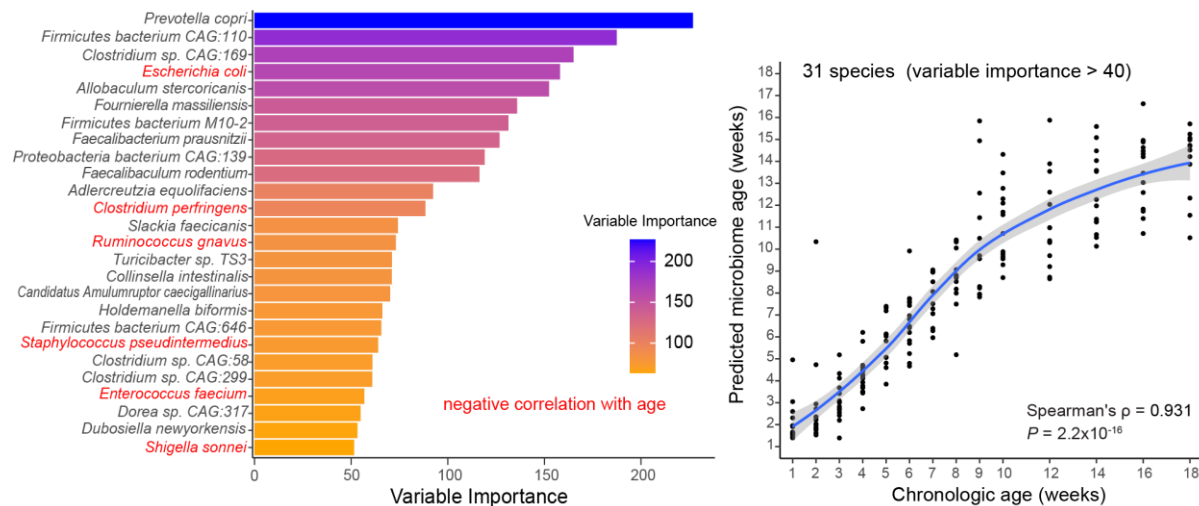 Prevotella copri
Firmicutes bacterium CAG:110
Clostridium sp. CAG:169
Escherichia coli
Allobaculum stercoricanis
Fournierella massiliensis
Firmicutes bacterium M10-2
Faecalibacterium prausnitzii
Proteobacteria bacterium CAG:139
Faecalibaculum rodentium
Adlercreutzia equolifaciens
Clostridium perfringens
Slackia faecicanis
Ruminococcus gnavus
Turicibacter sp. TS3
Collinsella intestinalis
Candidatus Amulumruptor caecigallinarius
Holdemanella biformis
Firmicutes bacterium CAG:646
Staphylococcus pseudintermedius
Clostridium sp. CAG:58
Clostridium sp. CAG:299
Enterococcus faecium
Dorea sp. CAG:317
Dubosiella newyorkensis
Shigella sonnei
0 50 100 150 200
Variable Importance
Variable Importance
200
150
100
negative correlation with age
31 species (variable importance > 40)
Predicted microbiome age (weeks)
18
17
16
15
14
13
12
11
10
9
8
7
6
5
4
3
2
1
Spearman's ρ = 0.931
P = 2.2x10⁻¹⁶
1 2 3 4 5 6 7 8 9 10 12 14 16 18
Chronologic age (weeks)